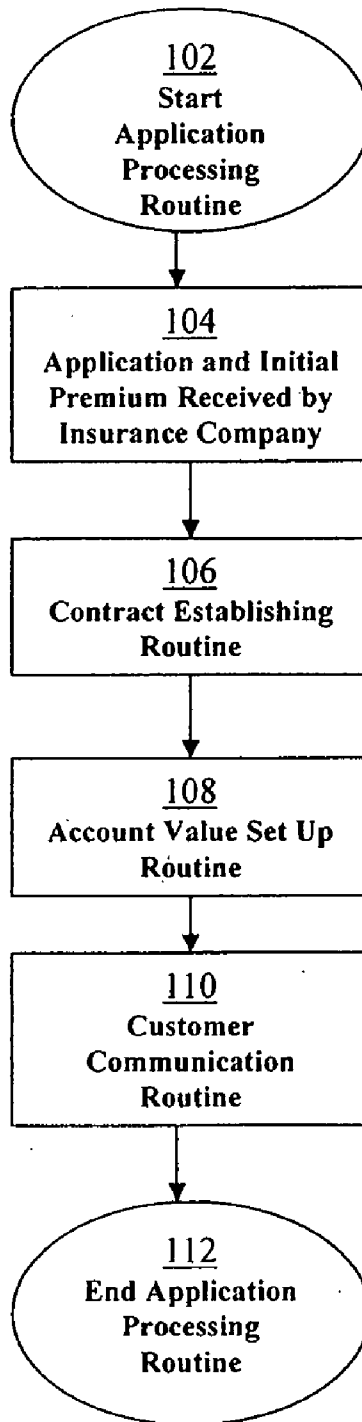 102
Start
Application
Processing
Routine
104
Application and Initial
Premium Received by
Insurance Company
106
Contract Establishing
Routine
108
Account Value Set Up
Routine
110
Customer
Communication
Routine
112
End Application
Processing
Routine